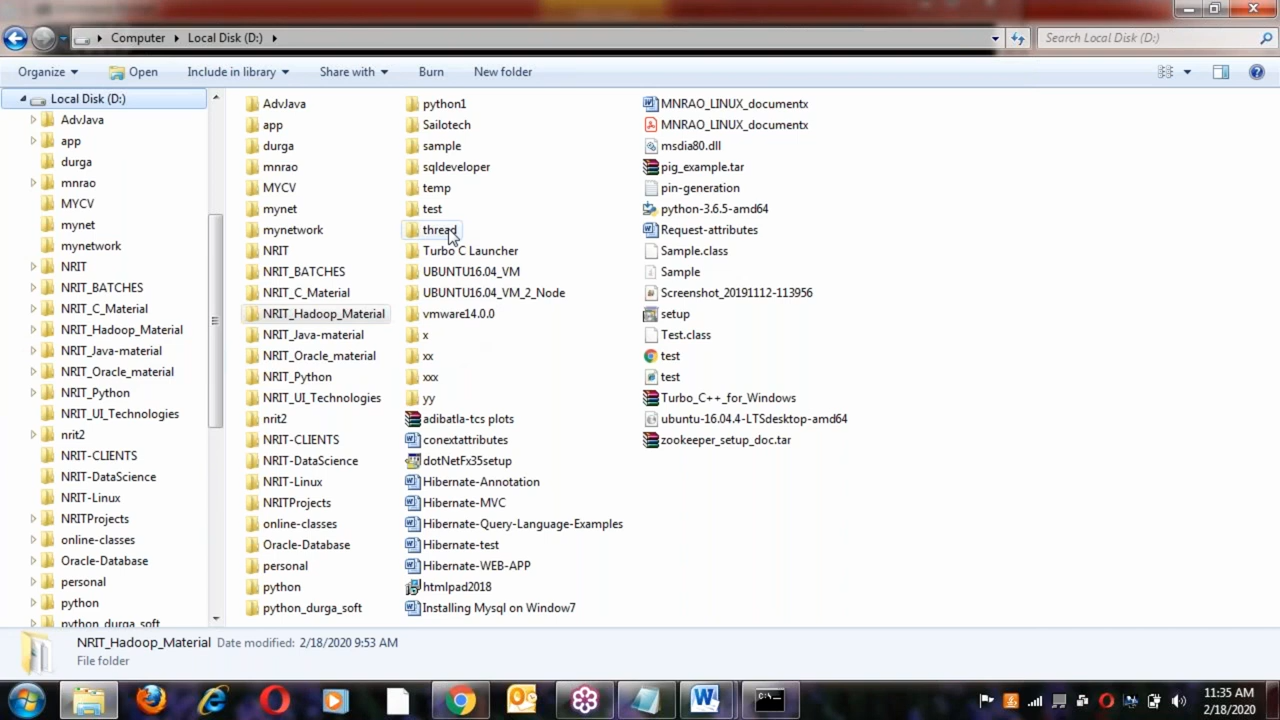 Computer Local Disk (D:)
Search Local Disk (D:)
Organize Open Include in library Share with Burn New folder
Local Disk (D:)
AdvJava
app
durga
mnrao
MYCV
mynet
mynetwork
NRIT
NRIT_BATCHES
NRIT_C_Material
NRIT_Hadoop_Material
NRIT_Java-material
NRIT_Oracle_material
NRIT_Python
NRIT_UI_Technologies
nrit2
NRIT-CLIENTS
NRIT-DataScience
NRIT-Linux
NRITProjects
online-classes
Oracle-Database
personal
python
python_durga_soft
AdvJava
app
durga
mnrao
MYCV
mynet
mynetwork
NRIT
NRIT_BATCHES
NRIT_C_Material
NRIT_Hadoop_Material
NRIT_Java-material
NRIT_Oracle_material
NRIT_Python
NRIT_UI_Technologies
nrit2
NRIT-CLIENTS
NRIT-DataScience
NRIT-Linux
NRITProjects
online-classes
Oracle-Database
personal
python
python_durga_soft
python1
Sailotech
sample
sqldeveloper
temp
test
thread
Turbo C Launcher
UBUNTU16.04_VM
UBUNTU16.04_VM_2_Node
vmware14.0.0
x
xx
xxx
yy
adibatla-tcs plots
conextattributes
dotNetFx35setup
Hibernate-Annotation
Hibernate-MVC
Hibernate-Query-Language-Examples
Hibernate-test
Hibernate-WEB-APP
htmlpad2018
Installing Mysql on Window7
MNRAO_LINUX_documentx
MNRAO_LINUX_documentx
msdia80.dll
pig_example.tar
pin-generation
python-3.6.5-amd64
Request-attributes
Sample.class
Sample
Screenshot_20191112-113956
setup
Test.class
test
test
Turbo_C++_for_Windows
ubuntu-16.04.4-LTSdesktop-amd64
zookeeper_setup_doc.tar
NRIT_Hadoop_Material Date modified: 2/18/2020 9:53 AM
File folder
11:35 AM
2/18/2020